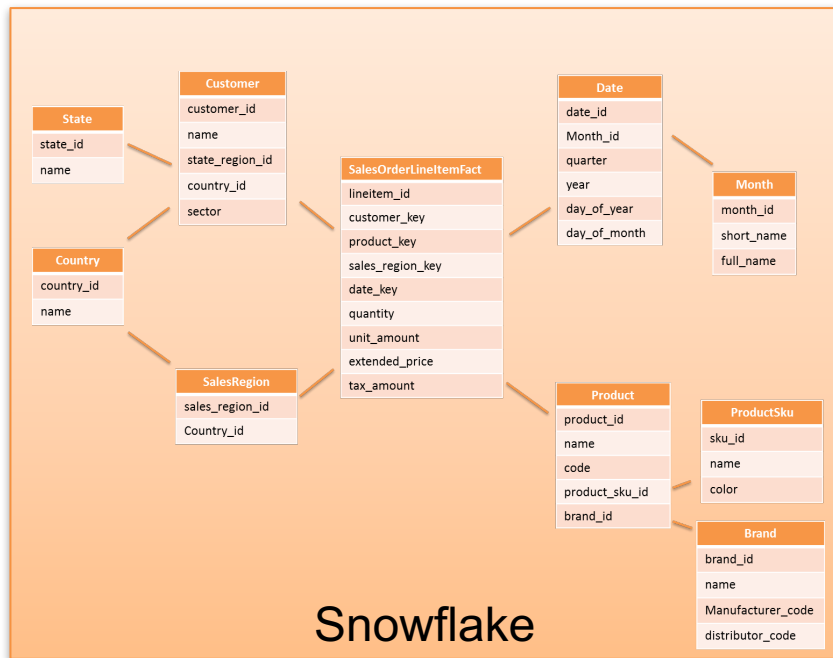 State
state_id
name
Customer
customer_id
name
state_region_id
country_id
sector
Country
country_id
name
SalesRegion
sales_region_id
Country_id
SalesOrderLineItemFact
lineitem_id
customer_key
product_key
sales_region_key
date_key
quantity
unit_amount
extended_price
tax_amount
Date
date_id
Month_id
quarter
year
day_of_year
day_of_month
Month
month_id
short_name
full_name
Product
product_id
name
code
product_sku_id
brand_id
ProductSku
sku_id
name
color
Brand
brand_id
name
Manufacturer_code
distributor_code
Snowflake